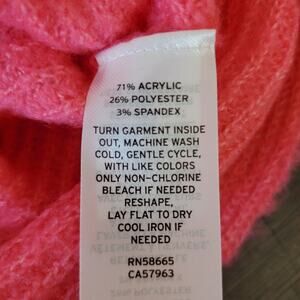 71% ACRYLIC
26% POLYESTER
3% SPANDEX
TURN GARMENT INSIDE
OUT, MACHINE WASH
COLD, GENTLE CYCLE,
WITH LIKE COLORS
ONLY NON-CHLORINE
BLEACH IF NEEDED
RESHAPE,
LAY FLAT TO DRY
COOL IRON IF
NEEDED
RN58665
CA57963